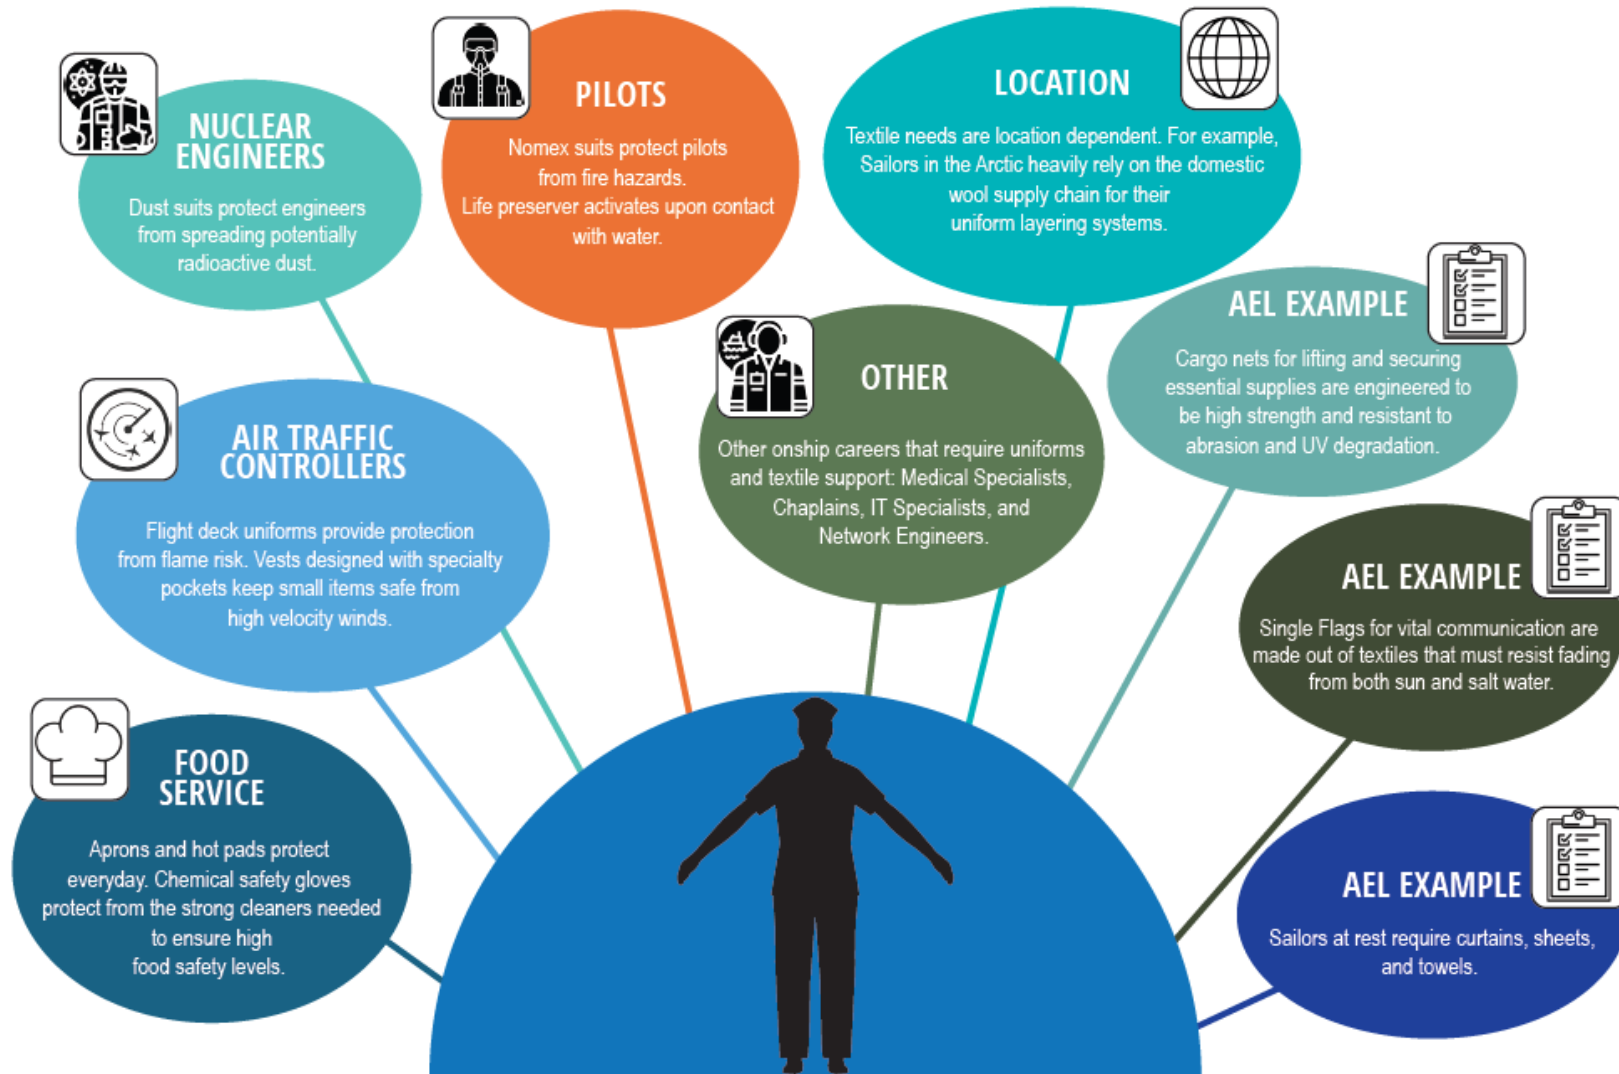 NUCLEAR
ENGINEERS
Dust suits protect engineers
from spreading potentially
radioactive dust.
PILOTS
Nomex suits protect pilots
from fire hazards.
Life preserver activates upon contact
with water.
LOCATION
Textile needs are location dependent. For example,
Sailors in the Arctic heavily rely on the domestic
wool supply chain for their
uniform layering systems.
AIR TRAFFIC
CONTROLLERS
Flight deck uniforms provide protection
from flame risk. Vests designed with specialty
pockets keep small items safe from
high velocity winds.
OTHER
Other onship careers that require uniforms
and textile support: Medical Specialists,
Chaplains, IT Specialists, and
Network Engineers.
AEL EXAMPLE
Cargo nets for lifting and securing
essential supplies are engineered to
be high strength and resistant to
abrasion and UV degradation.
AEL EXAMPLE
Single Flags for vital communication are
made out of textiles that must resist fading
from both sun and salt water.
FOOD
SERVICE
Aprons and hot pads protect
everyday. Chemical safety gloves
protect from the strong cleaners needed
to ensure high
food safety levels.
AEL EXAMPLE
Sailors at rest require curtains, sheets,
and towels.